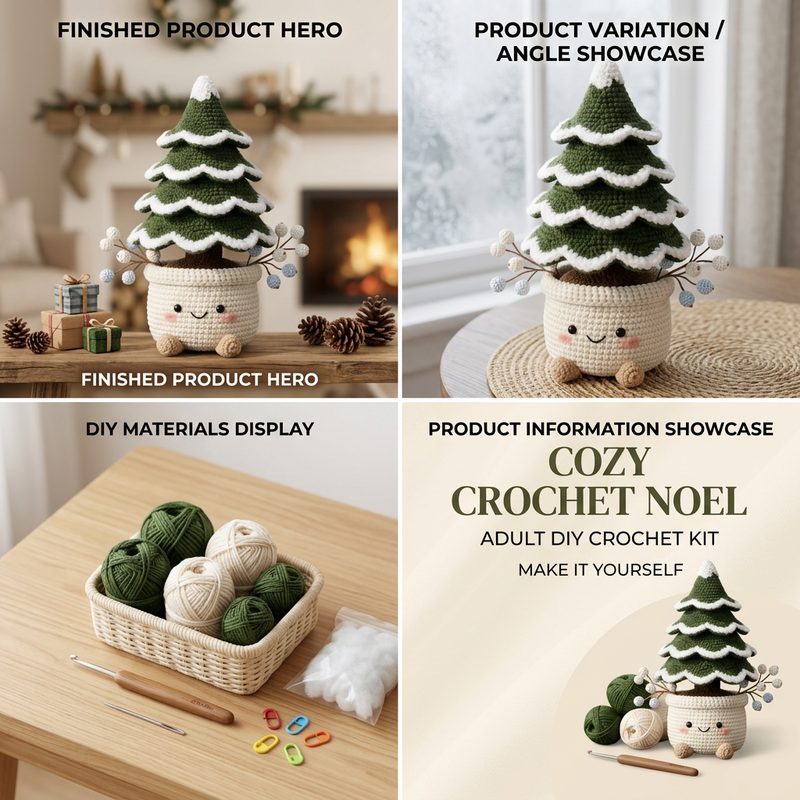 FINISHED PRODUCT HERO
FINISHED PRODUCT HERO
PRODUCT VARIATION /
ANGLE SHOWCASE
DIY MATERIALS DISPLAY
PRODUCT INFORMATION SHOWCASE
COZY
CROCHET NOEL
ADULT DIY CROCHET KIT
MAKE IT YOURSELF